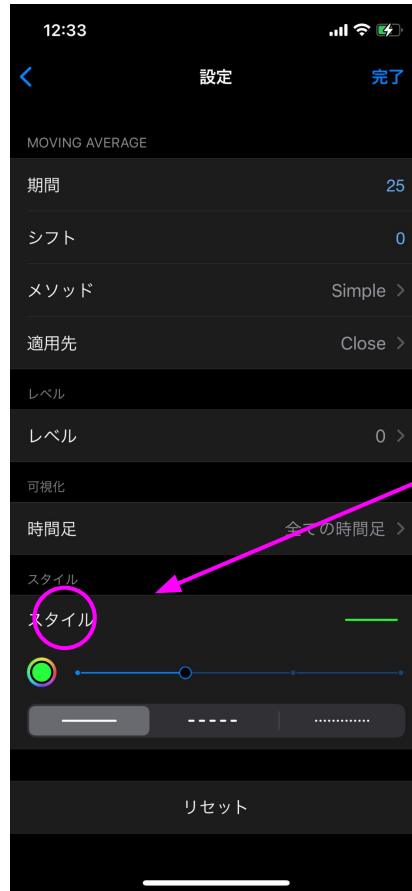 12:33
設定
完了
MOVING AVERAGE
期間 25
シフト 0
メソッド Simple
適用先 Close
レベル
レベル 0
可視化
時間足 全ての時間足
スタイル
スタイル
リセット